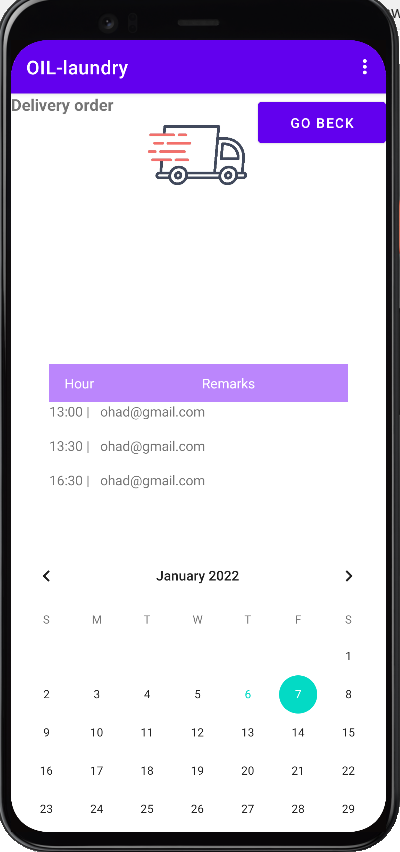 w
OIL-laundry
Delivery order
GO BECK
Hour Remarks
13:00 | ohad@gmail.com
13:30 | ohad@gmail.com
16:30 | ohad@gmail.com
January 2022
S M T W T F S
1
2 3 4 5 6 7 8
9 10 11 12 13 14 15
16 17 18 19 20 21 22
23 24 25 26 27 28 29